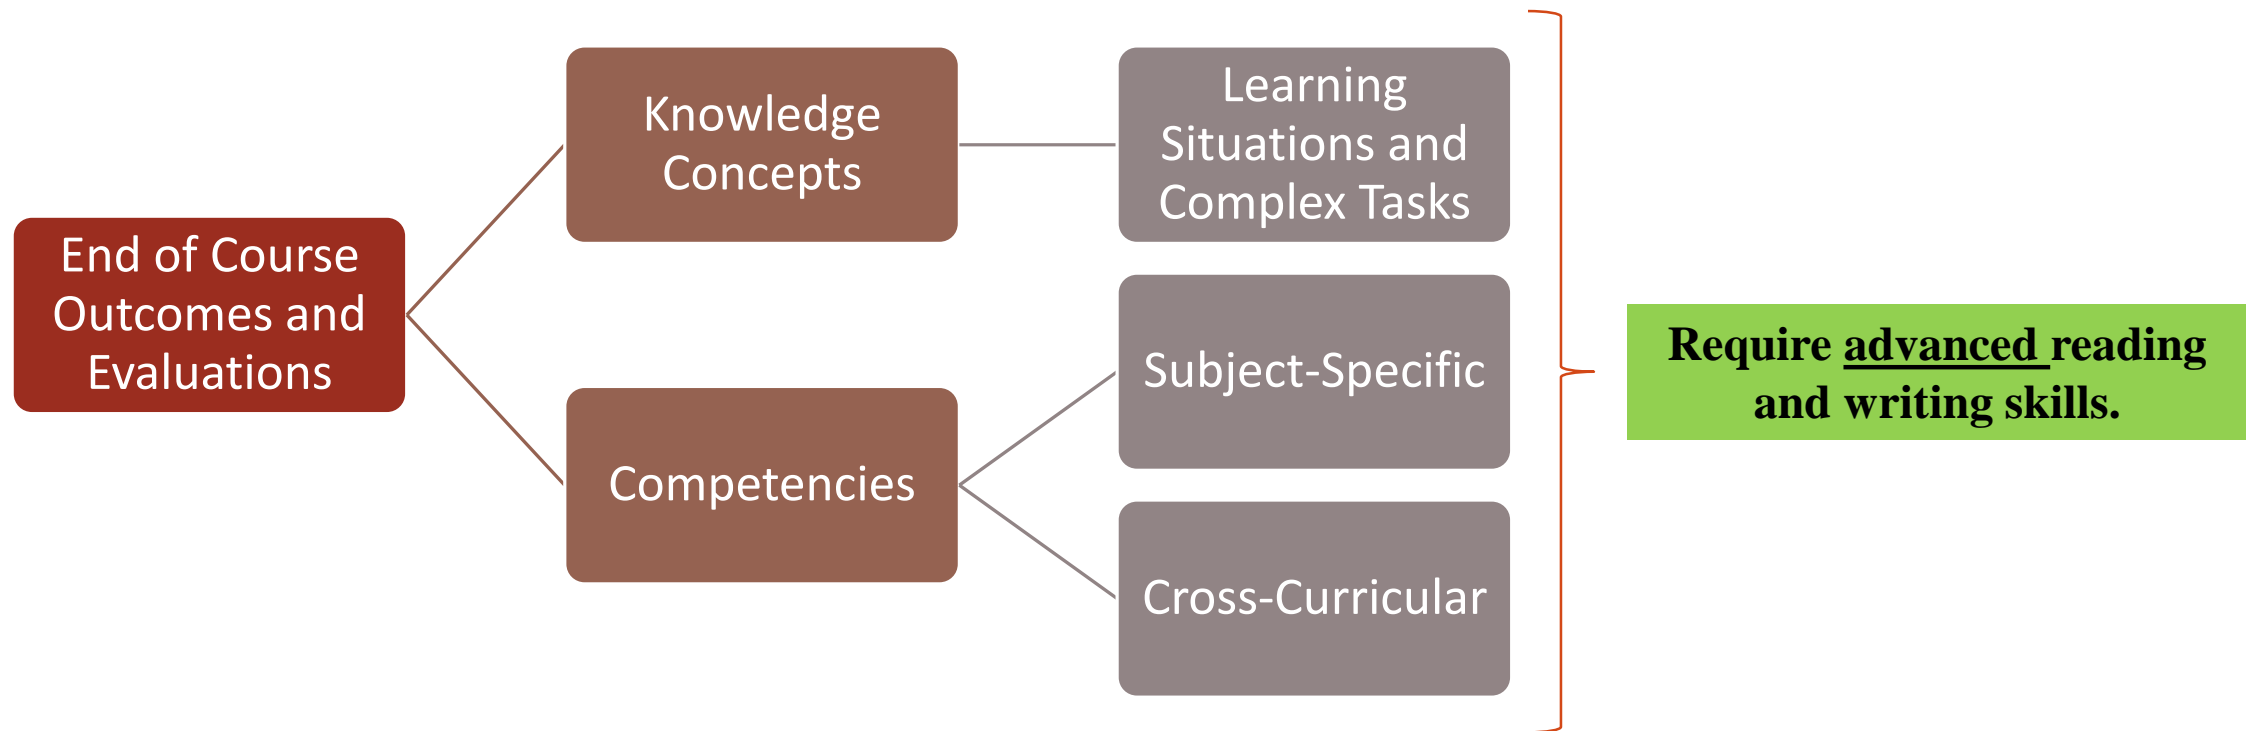 End of Course
Outcomes and
Evaluations
Knowledge
Concepts
Competencies
Learning
Situations and
Complex Tasks
Subject-Specific
Cross-Curricular
Require advanced reading
and writing skills.